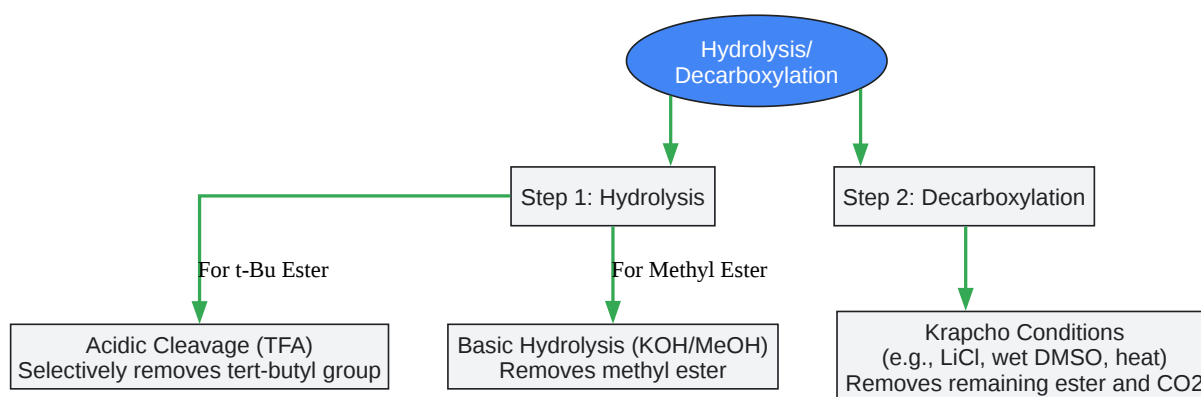 Hydrolysis/
Decarboxylation
Step 1: Hydrolysis
Step 2: Decarboxylation
For t-Bu Ester
For Methyl Ester
Acidic Cleavage (TFA)
Selectively removes tert-butyl group
Basic Hydrolysis (KOH/MeOH)
Removes methyl ester
Krapcho Conditions
(e.g., LiCl, wet DMSO, heat)
Removes remaining ester and CO2